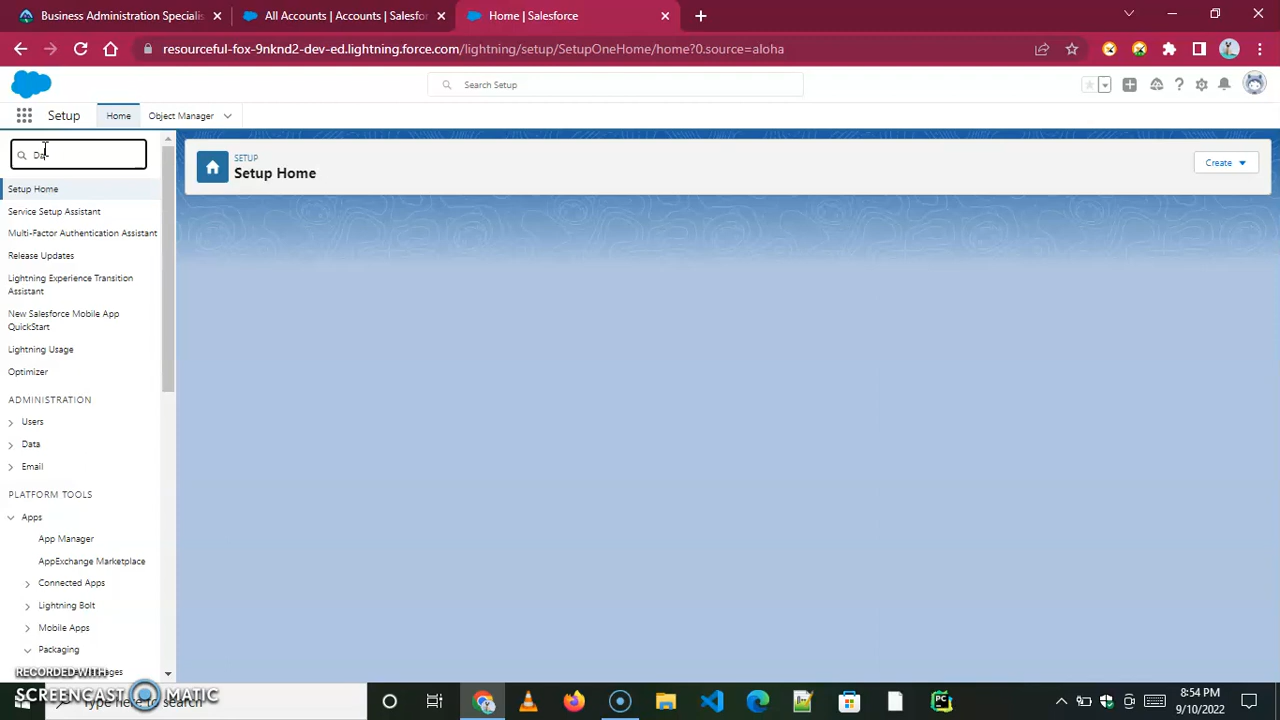 Business Administration Specialis
All Accounts | Accounts | Salesfor
Home | Salesforce
resourceful-fox-9nknd2-dev-ed.lightning.force.com/lightning/setup/SetupOneHome/home?0.source=aloha
Search Setup
Setup
Home
Object Manager
Da
Setup Home
Service Setup Assistant
Multi-Factor Authentication Assistant
Release Updates
Lightning Experience Transition
Assistant
New Salesforce Mobile App
QuickStart
Lightning Usage
Optimizer
ADMINISTRATION
Users
Data
Email
PLATFORM TOOLS
Apps
App Manager
AppExchange Marketplace
Connected Apps
Lightning Bolt
Mobile Apps
Packaging
SETUP
Setup Home
Create
RECORDED WITH
SCREENCAST MATIC
Type here to search
8:54 PM
9/10/2022